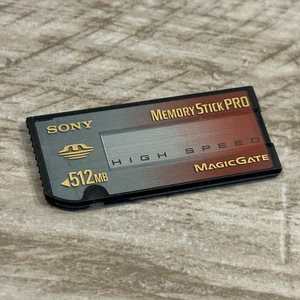 SONY
MEMORY STICK PRO
HIGH SPEED
512MB
MAGICGATE